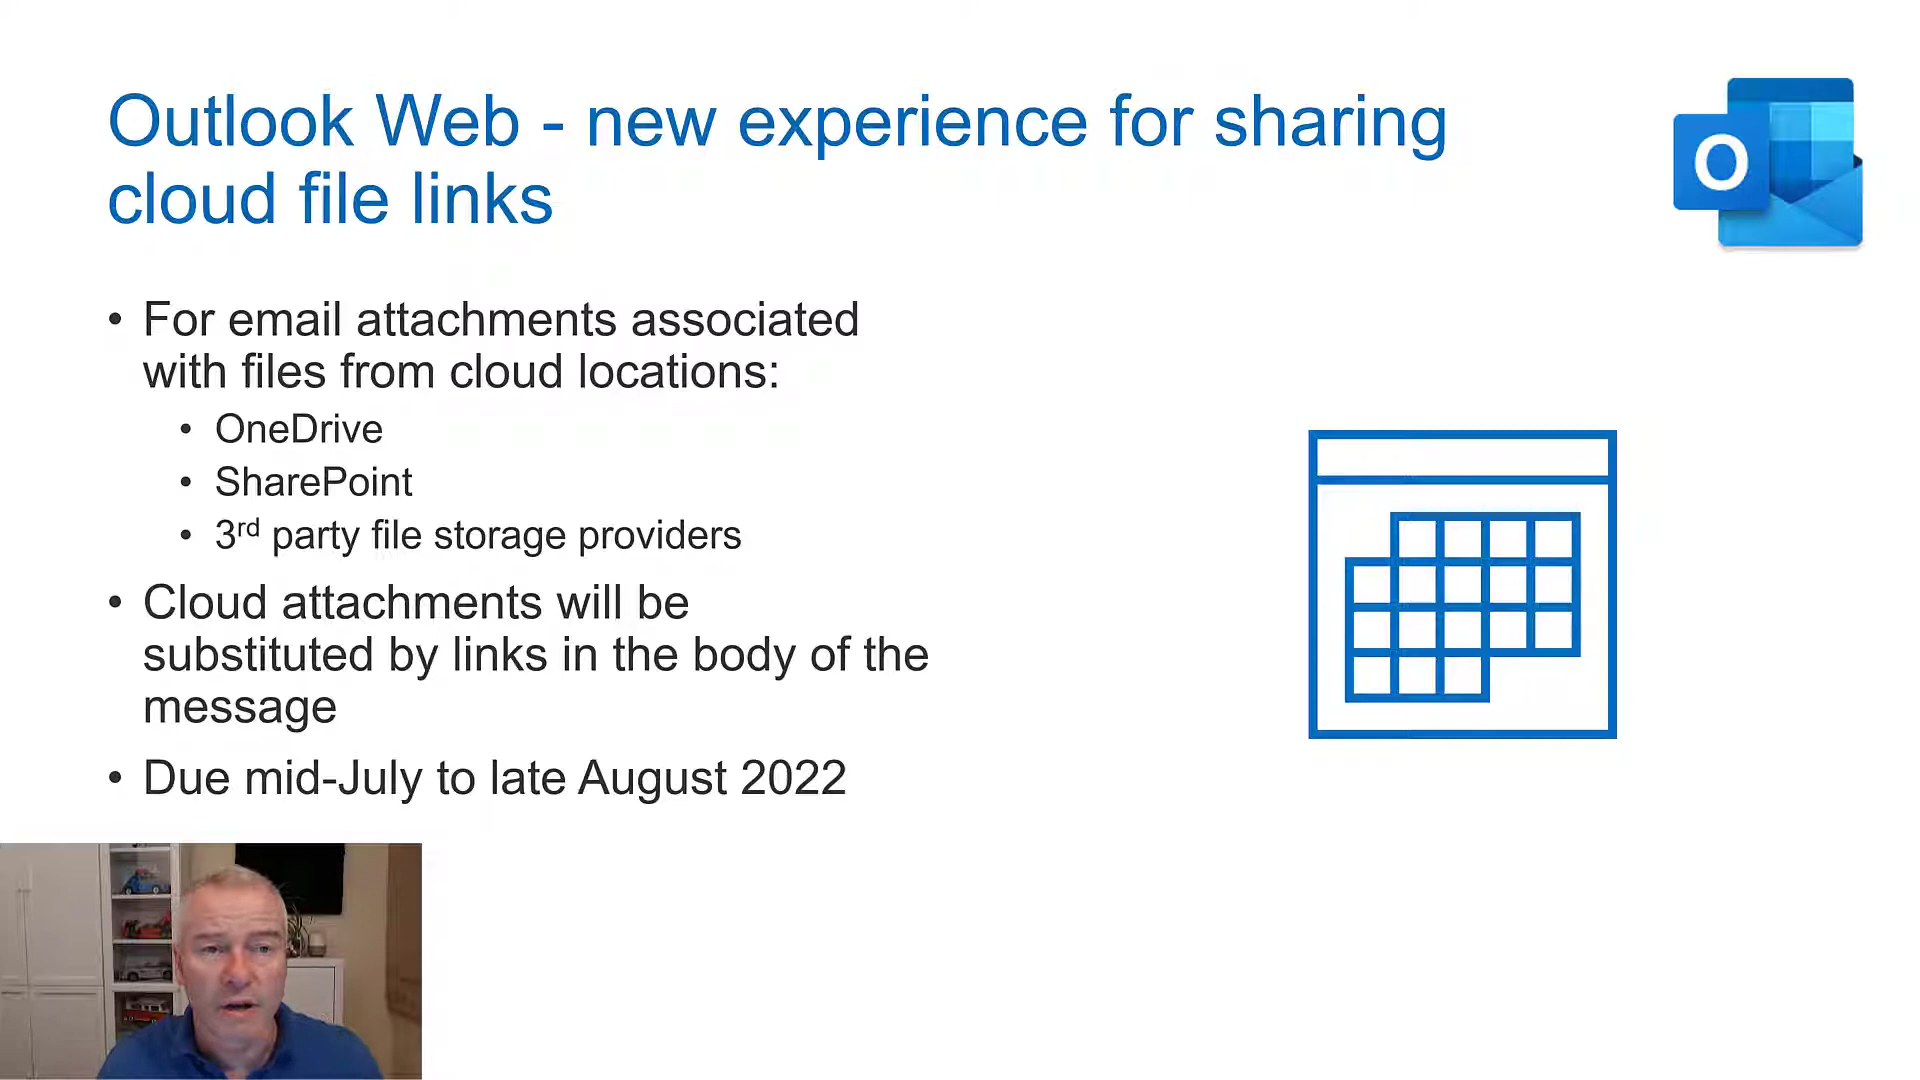 Outlook Web - new experience for sharing
cloud file links
O
• For email attachments associated
with files from cloud locations:
• OneDrive
• SharePoint
• 3rd party file storage providers
• Cloud attachments will be
substituted by links in the body of the
message
• Due mid-July to late August 2022